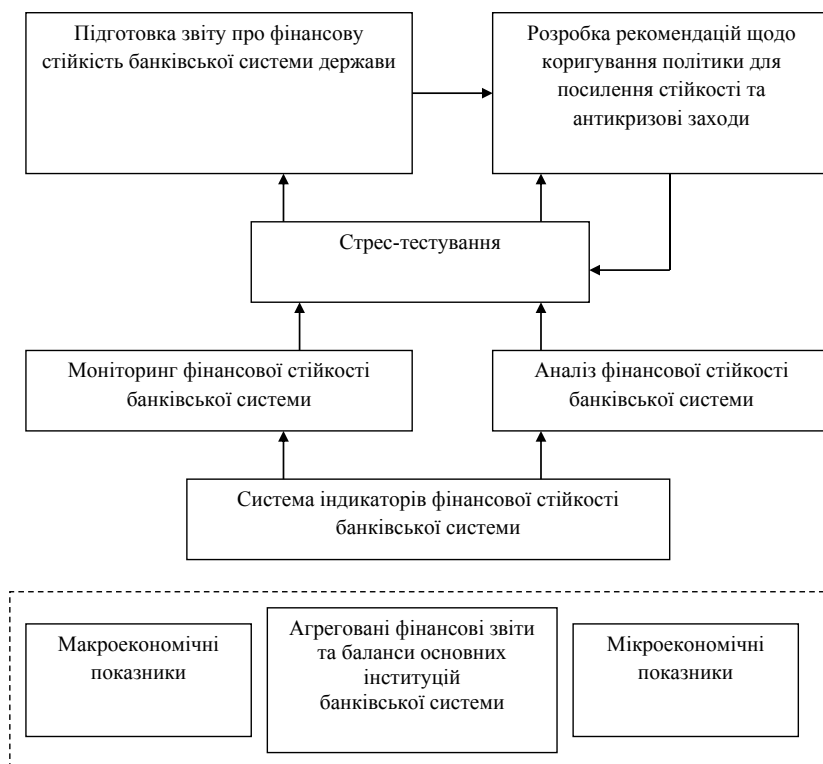 Підготовка звіту про фінансову
стійкість банківської системи держави
Розробка рекомендацій щодо
коригування політики для
посилення стійкості та
антикризові заходи
Стрес-тестування
Моніторинг фінансової стійкості
банківської системи
Аналіз фінансової стійкості
банківської системи
Система індикаторів фінансової стійкості
банківської системи
Макроекономічні
показники
Агреговані фінансові звіти
та баланси основних
інституцій
банківської системи
Мікроекономічні
показники